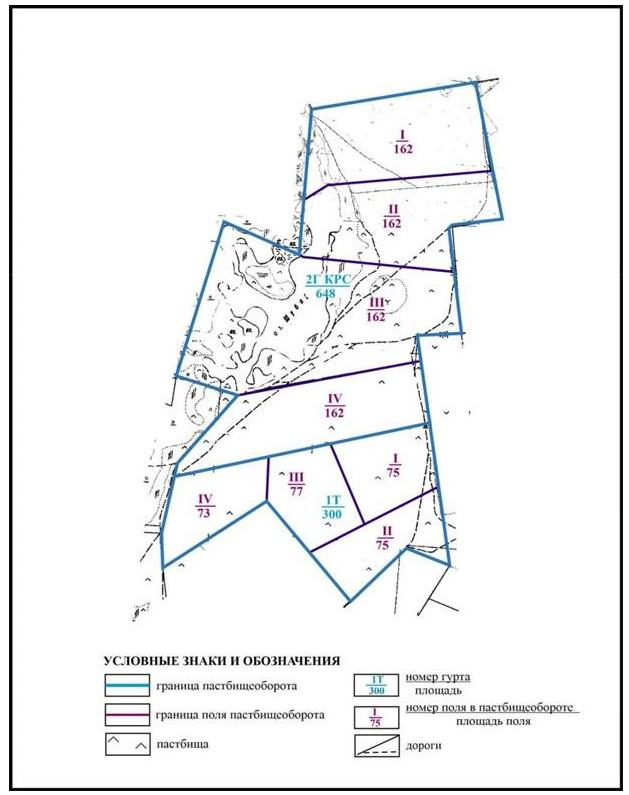 I
162
II
162
2Г КРС
648
III
162
IV
162
I
75
III
77
IV
73
1Т
300
II
75
УСЛОВНЫЕ ЗНАКИ И ОБОЗНАЧЕНИЯ
граница пастбищеоборота
граница поля пастбищеоборота
пастбища
1Т
300
номер гурта
площадь
I
75
номер поля в пастбищеобороте
площадь поля
дороги